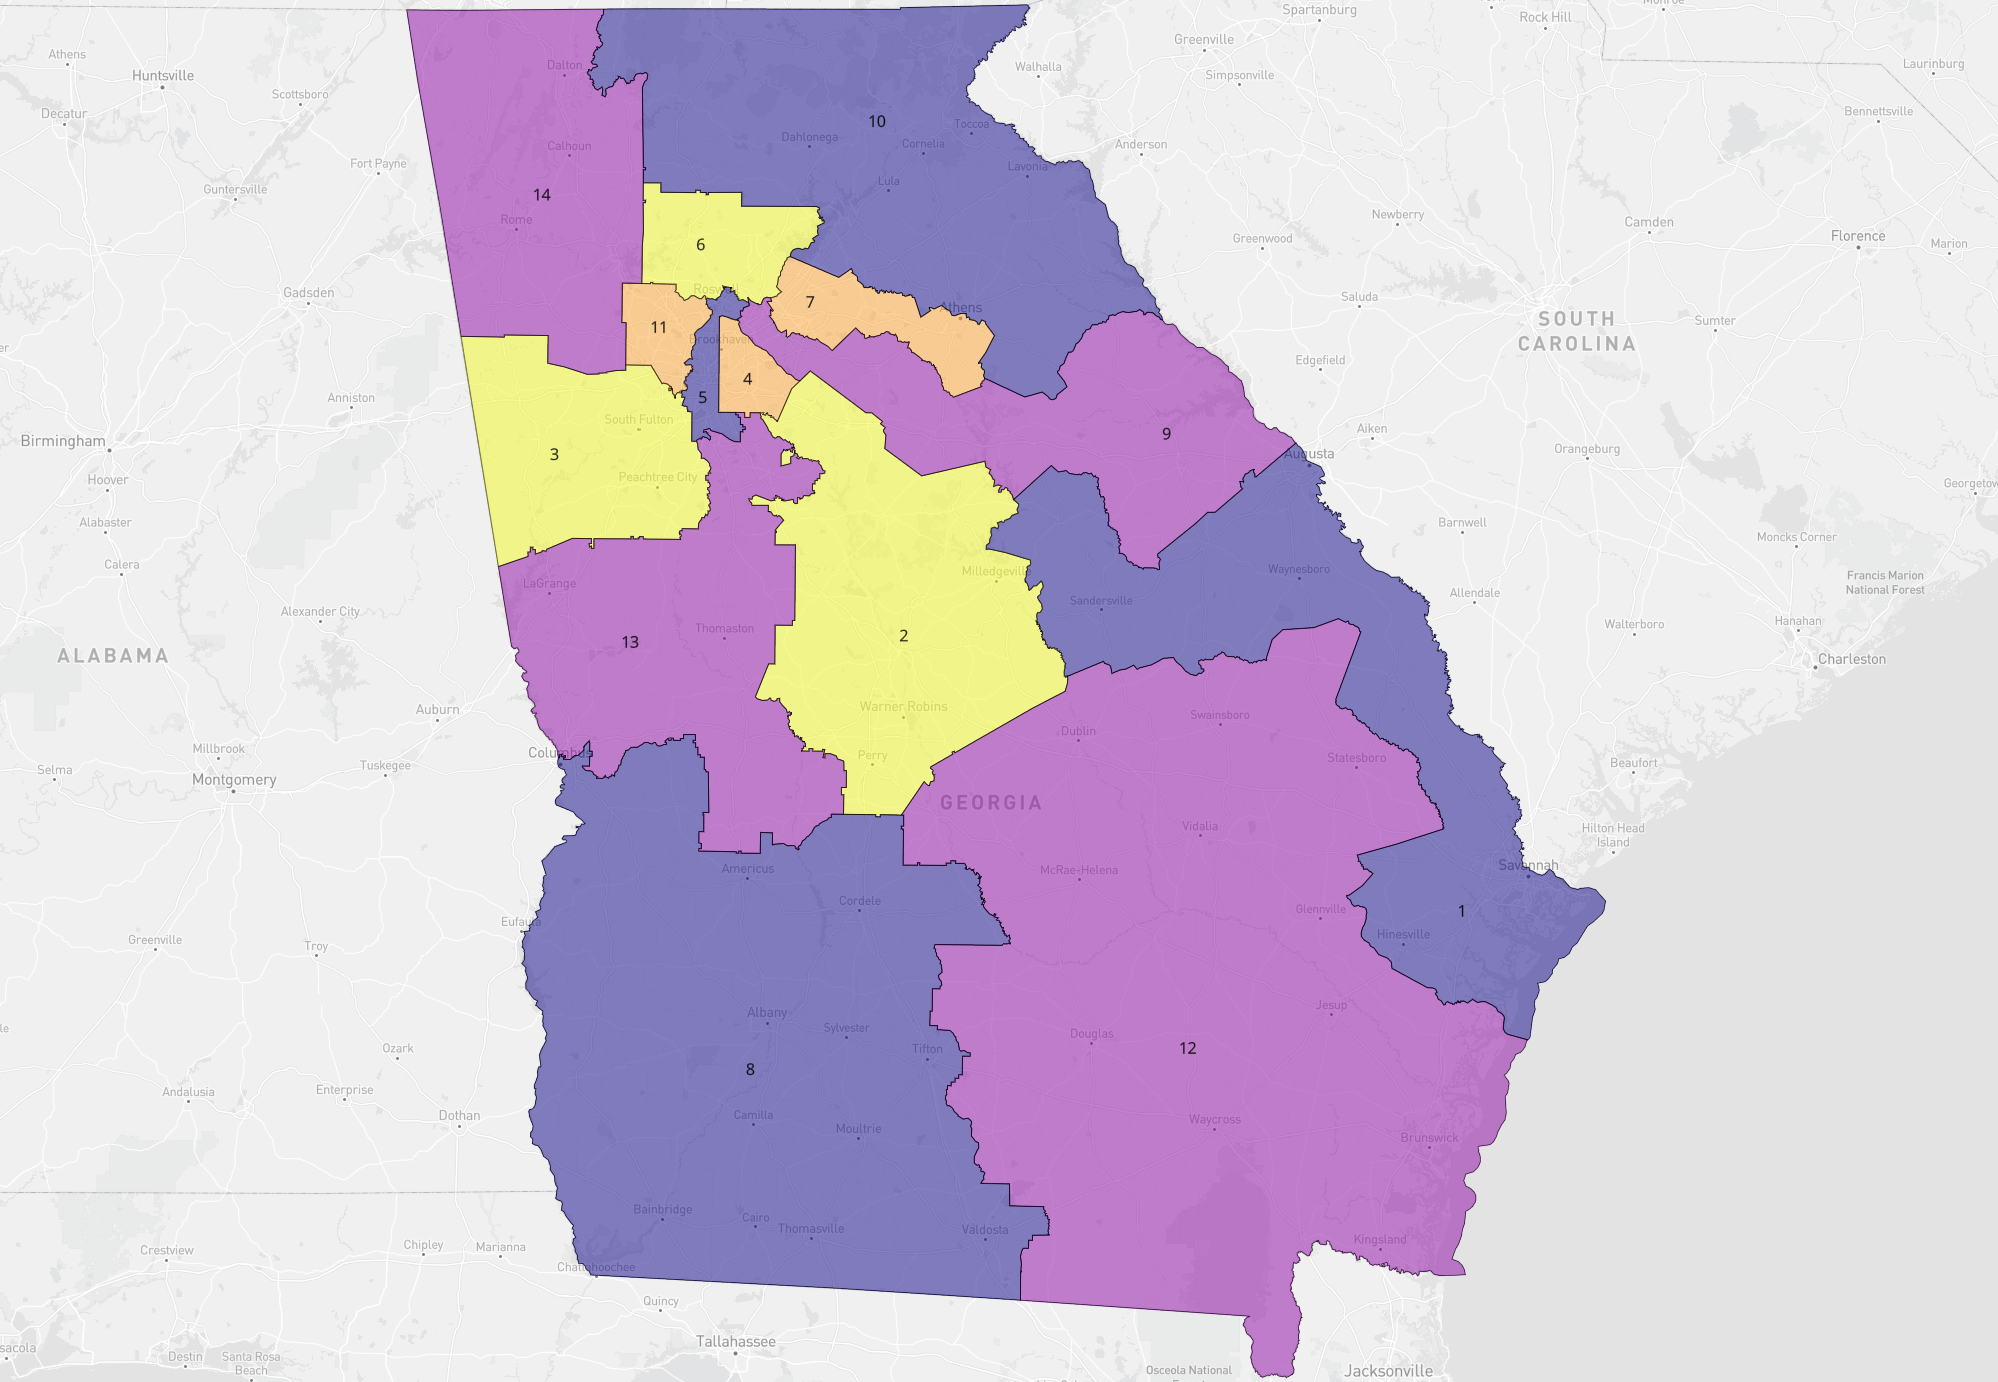 Spartanburg
Rock Hill
Monroe
Athens
Huntsville
Scottsboro
Decatur
Fort Payne
Guntersville
Dalton
Calhoun
14
Rome
10
Dahlonega
Cornelia
Toccoa
Lula
Lavonia
Walhalla
Greenville
Simpsonville
Anderson
Laurinburg
Bennettsville
Newberry
Camden
Greenwood
Florence
Marion
Gadsden
6
Roswell
7
Athens
11
Brookhaven
4
5
Saluda
SOUTH
CAROLINA
Sumter
Edgefield
Anniston
Birmingham
Hoover
Alabaster
Calera
South Fulton
3
Peachtree City
9
Aiken
Augusta
Orangeburg
Georgetow
Barnwell
Moncks Corner
Francis Marion
National Forest
Allendale
Hanahan
Walterboro
Charleston
Alexander City
ALABAMA
Auburn
LaGrange
13
Thomaston
2
Milledgeville
Sandersville
Waynesboro
Warner Robins
Perry
Dublin
Swainsboro
Statesboro
Millbrook
Montgomery
Selma
Tuskegee
Columbus
GEORGIA
Beaufort
Hilton Head
Island
Vidalia
Savannah
McRae-Helena
Glennville
1
Hinesville
Americus
Cordele
Eufaula
Greenville
Troy
Albany
Sylvester
Tifton
Douglas
Jesup
12
8
Ozark
Enterprise
Andalusia
Dothan
Camilla
Moultrie
Waycross
Brunswick
Bainbridge
Cairo
Thomasville
Valdosta
Kingsland
Crestview
Chipley
Marianna
Chattahoochee
Quincy
Tallahassee
sacola
Destin
Santa Rosa
Beach
Osceola National
Jacksonville